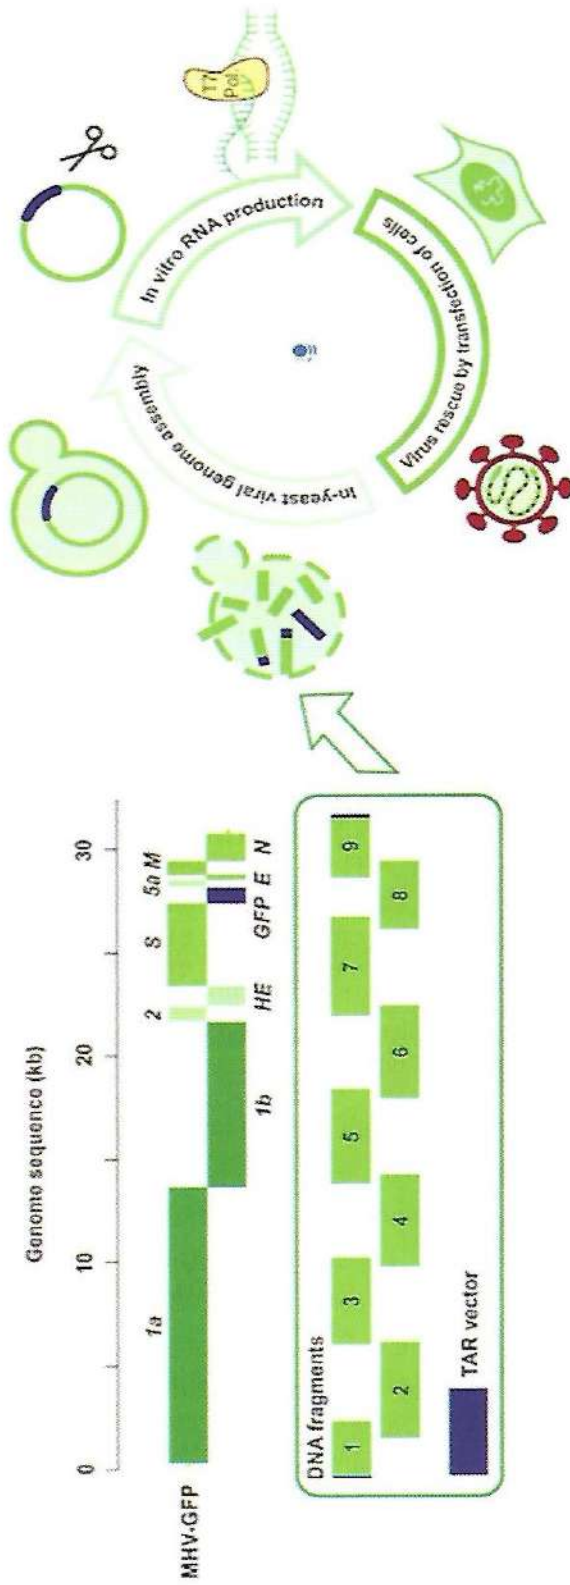 Genome sequence (kb)
0 10 20 30
1a 2 S 5a M
MHV-GFP
1b HE GFP E N
DNA fragments
1 3 5 7 9
2 4 6 8
TAR vector
In-yeast viral genome assembly
In vitro RNA production
T7
Pol
Virus rescue by transfection of cells